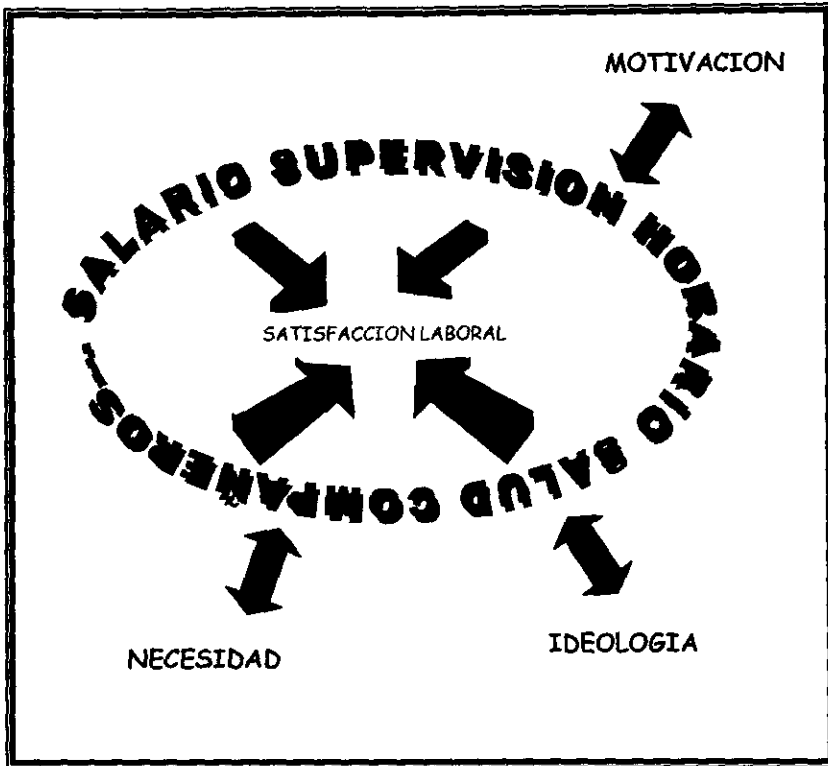 MOTIVACION
SALARIO SUPERVISION HORARIO SALUD COMPAÑEROS...
SATISFACCION LABORAL
NECESIDAD
IDEOLOGIA